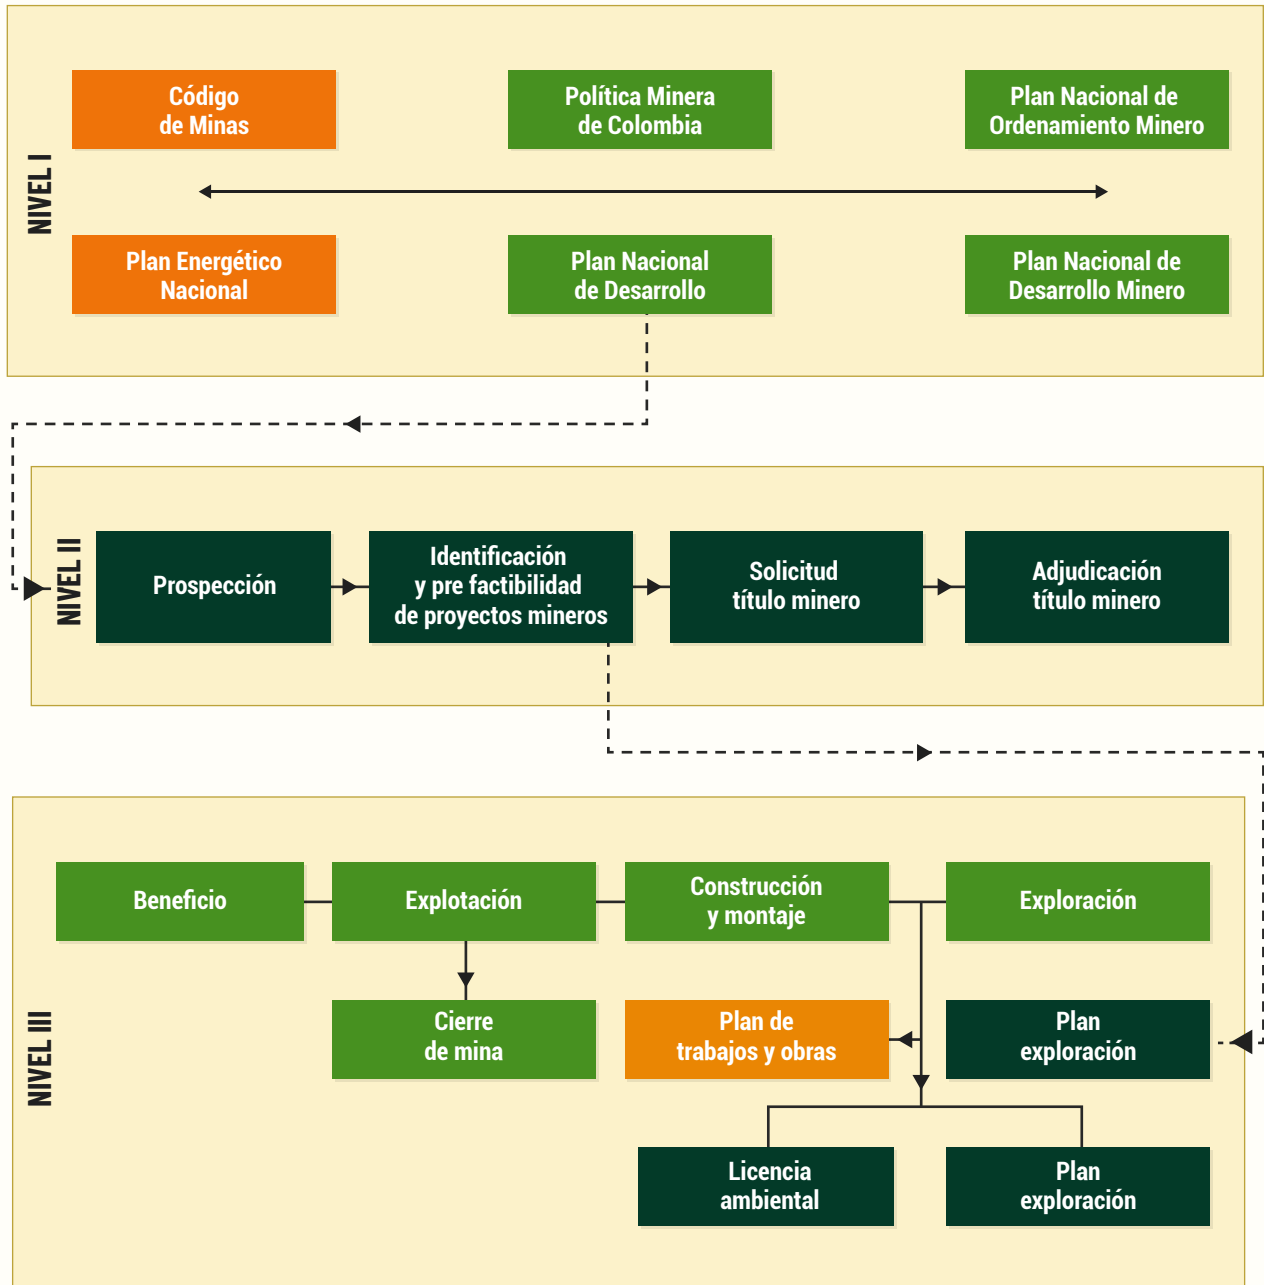 NIVEL I
Código
de Minas
Política Minera
de Colombia
Plan Nacional de
Ordenamiento Minero
Plan Energético
Nacional
Plan Nacional
de Desarrollo
Plan Nacional de
Desarrollo Minero
NIVEL II
Prospección
Identificación
y pre factibilidad
de proyectos mineros
Solicitud
título minero
Adjudicación
título minero
NIVEL III
Beneficio
Explotación
Construcción
y montaje
Exploración
Cierre
de mina
Plan de
trabajos y obras
Plan
exploración
Licencia
ambiental
Plan
exploración